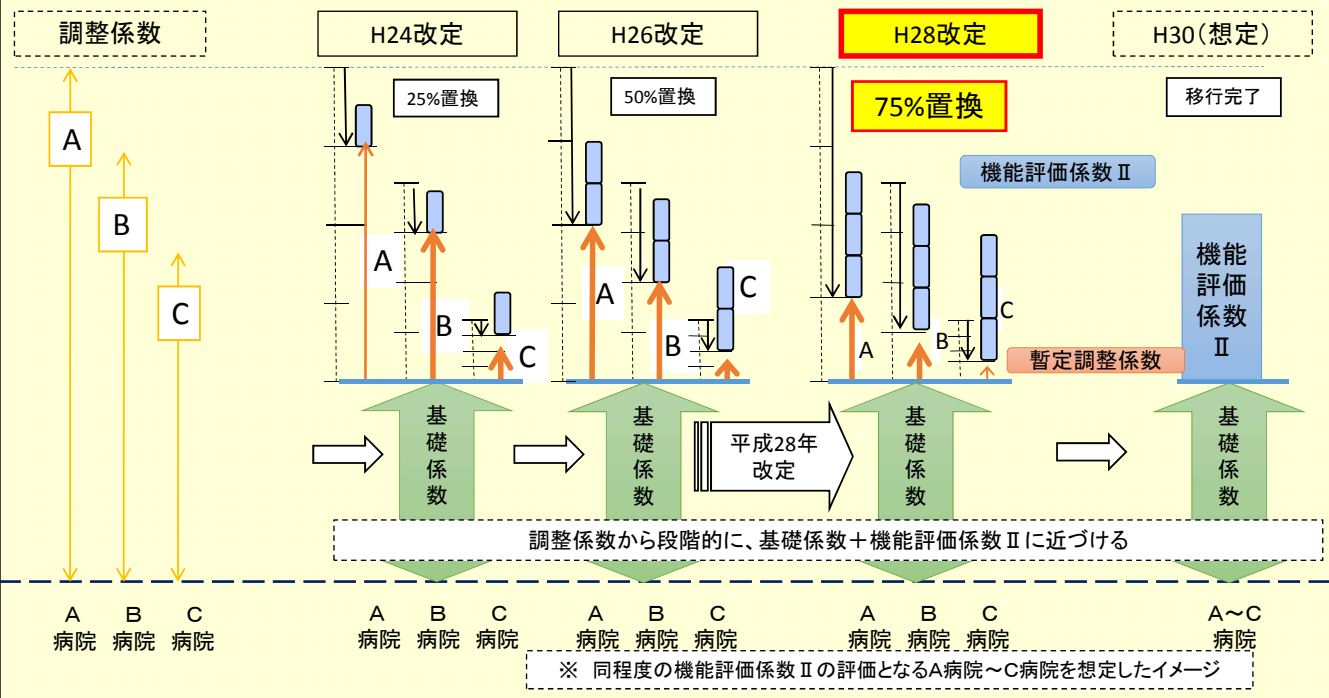 調整係数
H24改定
H26改定
H28改定
H30(想定)
25%置換
50%置換
75%置換
移行完了
A
B
C
A
B
C
A
B
C
A
B
C
機能評価係数Ⅱ
暫定調整係数
機能
評価
係数
Ⅱ
基礎係数
基礎係数
平成28年
改定
基礎係数
基礎係数
調整係数から段階的に、基礎係数+機能評価係数Ⅱに近づける
A
病院
B
病院
C
病院
A
病院
B
病院
C
病院
A
病院
B
病院
C
病院
A
病院
B
病院
C
病院
A~C
病院
※ 同程度の機能評価係数Ⅱの評価となるA病院~C病院を想定したイメージ